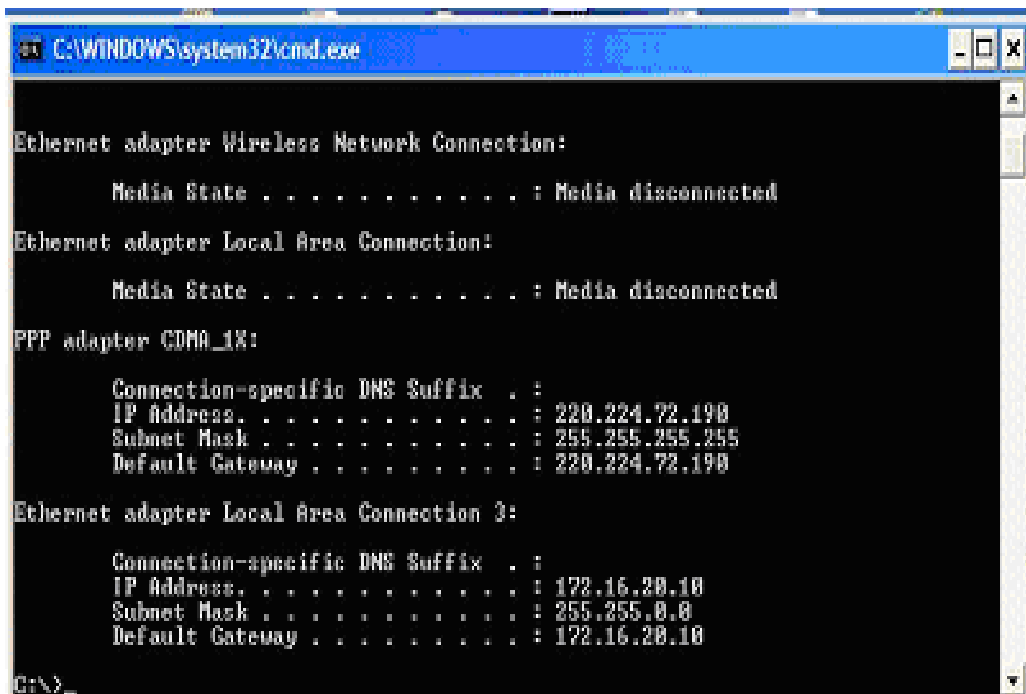 C:\WINDOWS\system32\cmd.exe
Ethernet adapter Wireless Network Connection:
Media State . . . . . . . . . . . : Media disconnected
Ethernet adapter Local Area Connection:
Media State . . . . . . . . . . . : Media disconnected
PPP adapter CDMA_1X:
Connection-specific DNS Suffix . :
IP Address. . . . . . . . . . . . : 220.224.72.190
Subnet Mask . . . . . . . . . . . : 255.255.255.255
Default Gateway . . . . . . . . . : 220.224.72.190
Ethernet adapter Local Area Connection 3:
Connection-specific DNS Suffix . :
IP Address. . . . . . . . . . . . : 172.16.20.10
Subnet Mask . . . . . . . . . . . : 255.255.0.0
Default Gateway . . . . . . . . . : 172.16.20.10
C:\>_